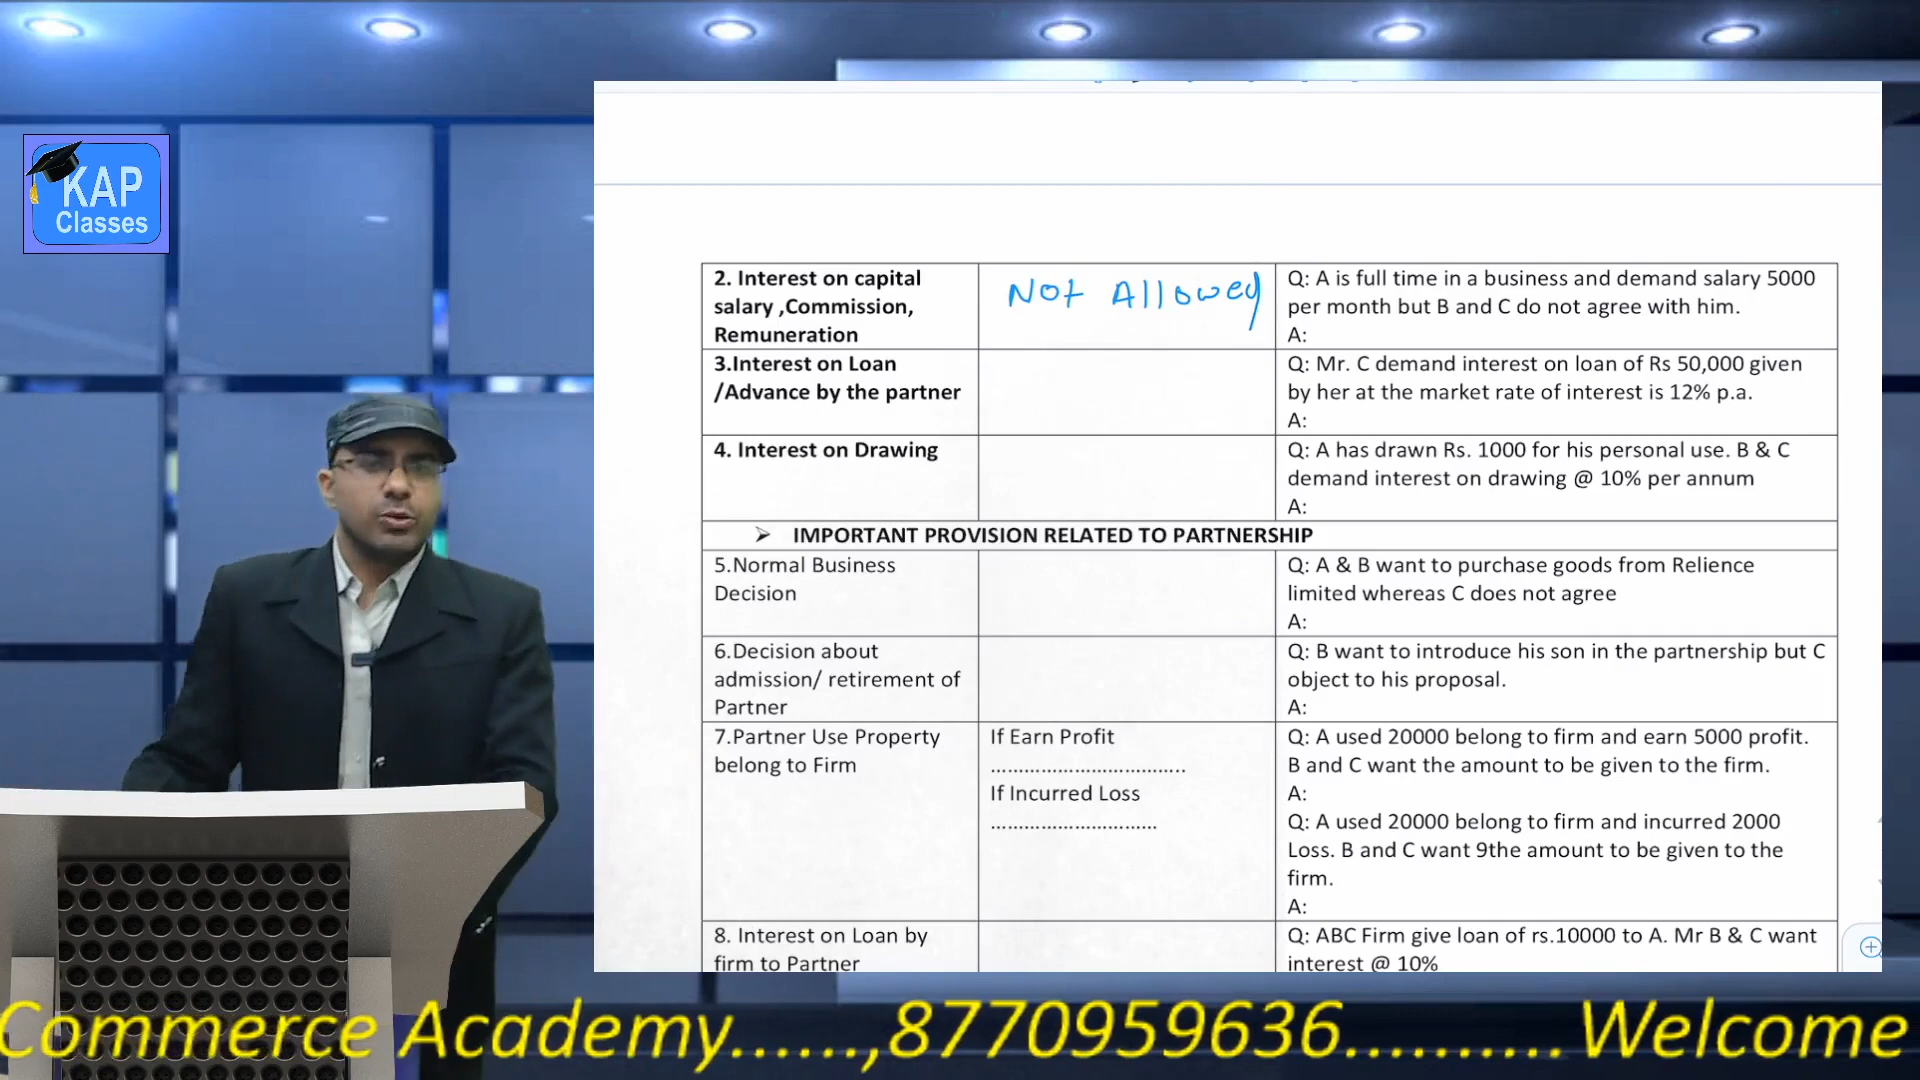 KAP
Classes
2. Interest on capital
salary ,Commission,
Remuneration
Not Allowed
Q: A is full time in a business and demand salary 5000
per month but B and C do not agree with him.
A:
3.Interest on Loan
/Advance by the partner
Q: Mr. C demand interest on loan of Rs 50,000 given
by her at the market rate of interest is 12% p.a.
A:
4. Interest on Drawing
Q: A has drawn Rs. 1000 for his personal use. B & C
demand interest on drawing @ 10% per annum
A:
➢ IMPORTANT PROVISION RELATED TO PARTNERSHIP
5.Normal Business
Decision
Q: A & B want to purchase goods from Relience
limited whereas C does not agree
A:
6.Decision about
admission/ retirement of
Partner
Q: B want to introduce his son in the partnership but C
object to his proposal.
A:
7.Partner Use Property
belong to Firm
If Earn Profit
……………………………..
If Incurred Loss
…………………………
Q: A used 20000 belong to firm and earn 5000 profit.
B and C want the amount to be given to the firm.
A:
Q: A used 20000 belong to firm and incurred 2000
Loss. B and C want 9the amount to be given to the
firm.
A:
8. Interest on Loan by
firm to Partner
Q: ABC Firm give loan of rs.10000 to A. Mr B & C want
interest @ 10%
Commerce Academy......,8770959636.......... Welcome